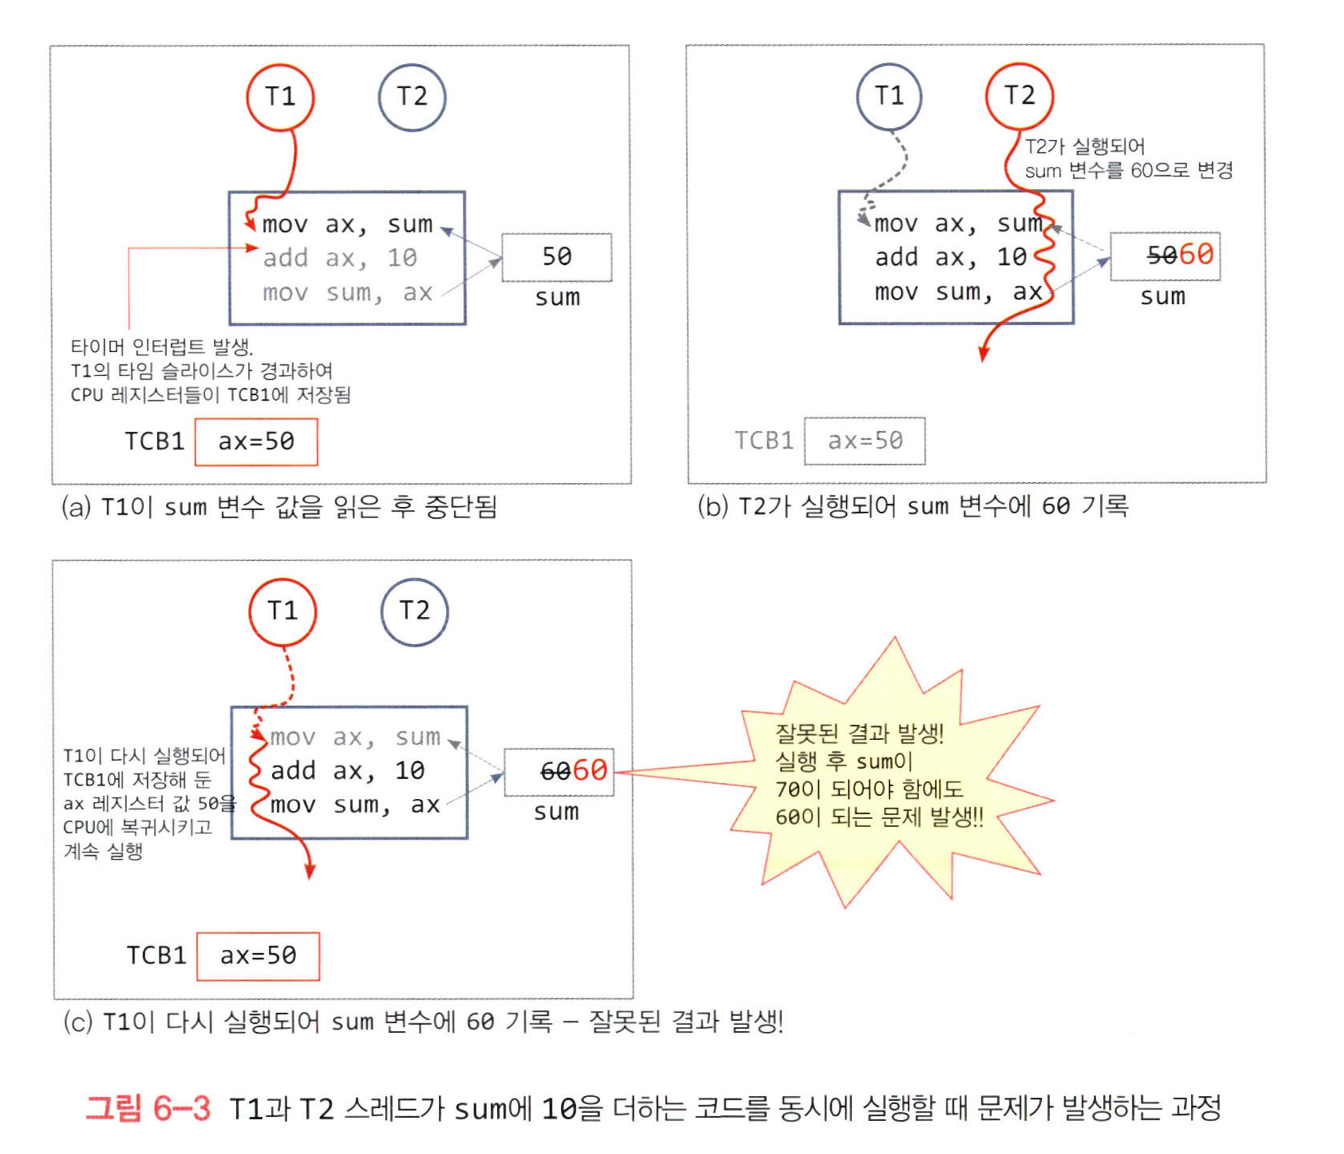 T1 T2
mov ax, sum
add ax, 10
mov sum, ax
50
sum
타이머 인터럽트 발생.
T1의 타임 슬라이스가 경과하여
CPU 레지스터들이 TCB1에 저장됨
TCB1 ax=50
(a) T1이 sum 변수 값을 읽은 후 중단됨
T1 T2
T2가 실행되어
sum 변수를 60으로 변경
mov ax, sum
add ax, 10
mov sum, ax
5060
sum
TCB1 ax=50
(b) T2가 실행되어 sum 변수에 60 기록
T1 T2
mov ax, sum
add ax, 10
mov sum, ax
T1이 다시 실행되어
TCB1에 저장해 둔
ax 레지스터 값 50을
CPU에 복귀시키고
계속 실행
6060
sum
잘못된 결과 발생!
실행 후 sum이
70이 되어야 함에도
60이 되는 문제 발생!!
TCB1 ax=50
(c) T1이 다시 실행되어 sum 변수에 60 기록 – 잘못된 결과 발생!
그림 6–3 T1과 T2 스레드가 sum에 10을 더하는 코드를 동시에 실행할 때 문제가 발생하는 과정